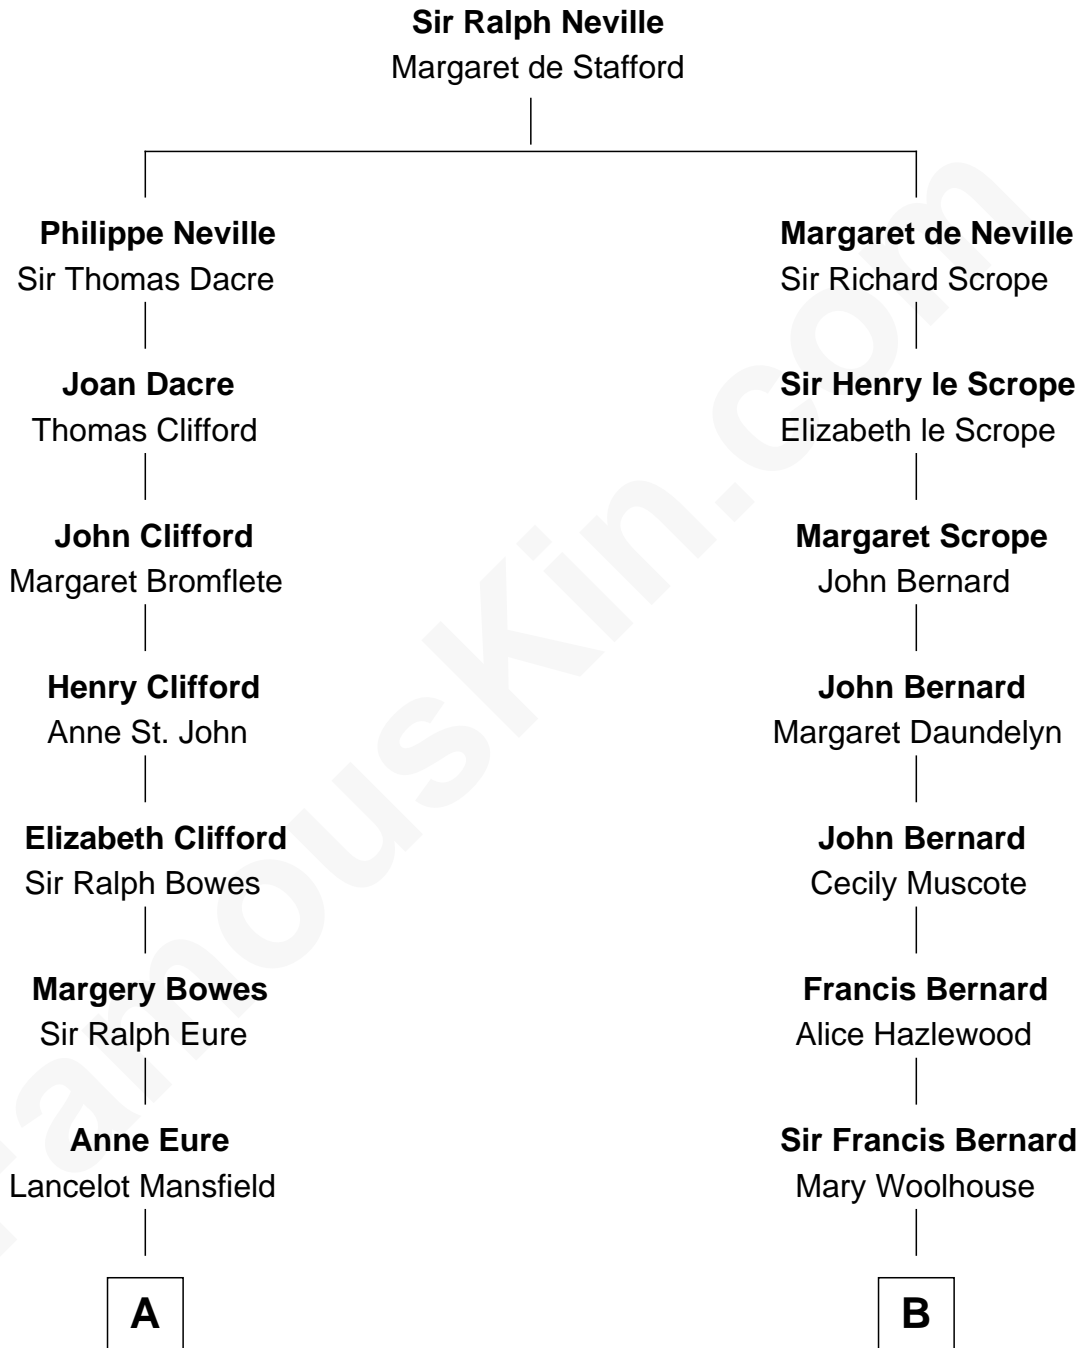 Sir Ralph Neville
Margaret de Stafford
Philippe Neville
Sir Thomas Dacre
Margaret de Neville
Sir Richard Scrope
Joan Dacre
Thomas Clifford
Sir Henry le Scrope
Elizabeth le Scrope
John Clifford
Margaret Bromflete
Margaret Scrope
John Bernard
Henry Clifford
Anne St. John
John Bernard
Margaret Daundelyn
Elizabeth Clifford
Sir Ralph Bowes
John Bernard
Cecily Muscote
Margery Bowes
Sir Ralph Eure
Francis Bernard
Alice Hazlewood
Anne Eure
Lancelot Mansfield
Sir Francis Bernard
Mary Woolhouse
A
B
FamousKin.com